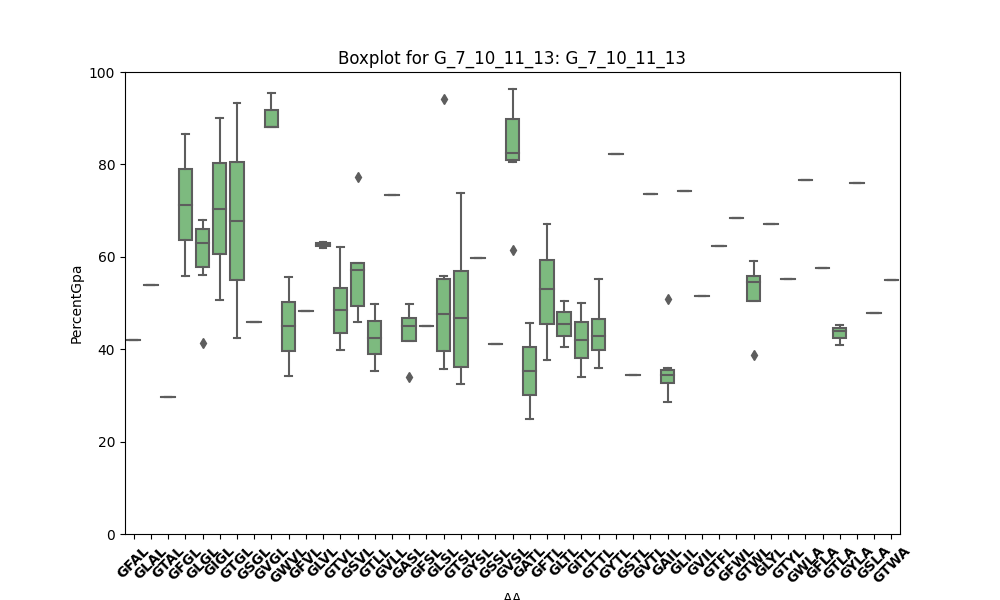 Boxplot for G_7_10_11_13: G_7_10_11_13
100
80
60
40
20
0
PercentGpa
GFAL GLAL GTAL GFGL GLGL GIGL GTGL GSGL GVGL GWVL GFVL GLVL GTVL GSVL GTLL GVLL GASL GFSL GLSL GTSL GYSL GSSL GVSL GATL GFTL GLTL GITL GTTL GYTL GSTL GVTL GAIL GLIL GVIL GTFL GFWL GTWL GLYL GTYL GWLA GFLA GTLA GYLA GSLA GTWA
AA